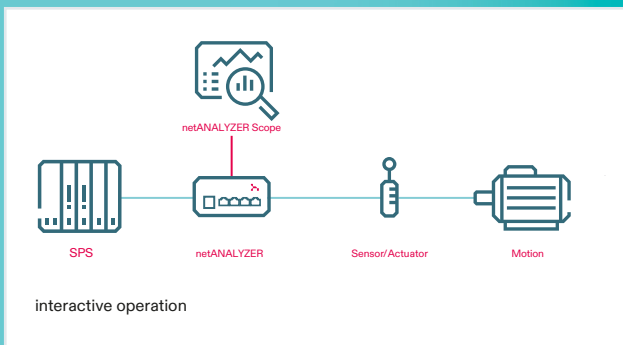 netANALYZER Scope
SPS
netANALYZER
Sensor/Actuator
Motion
interactive operation